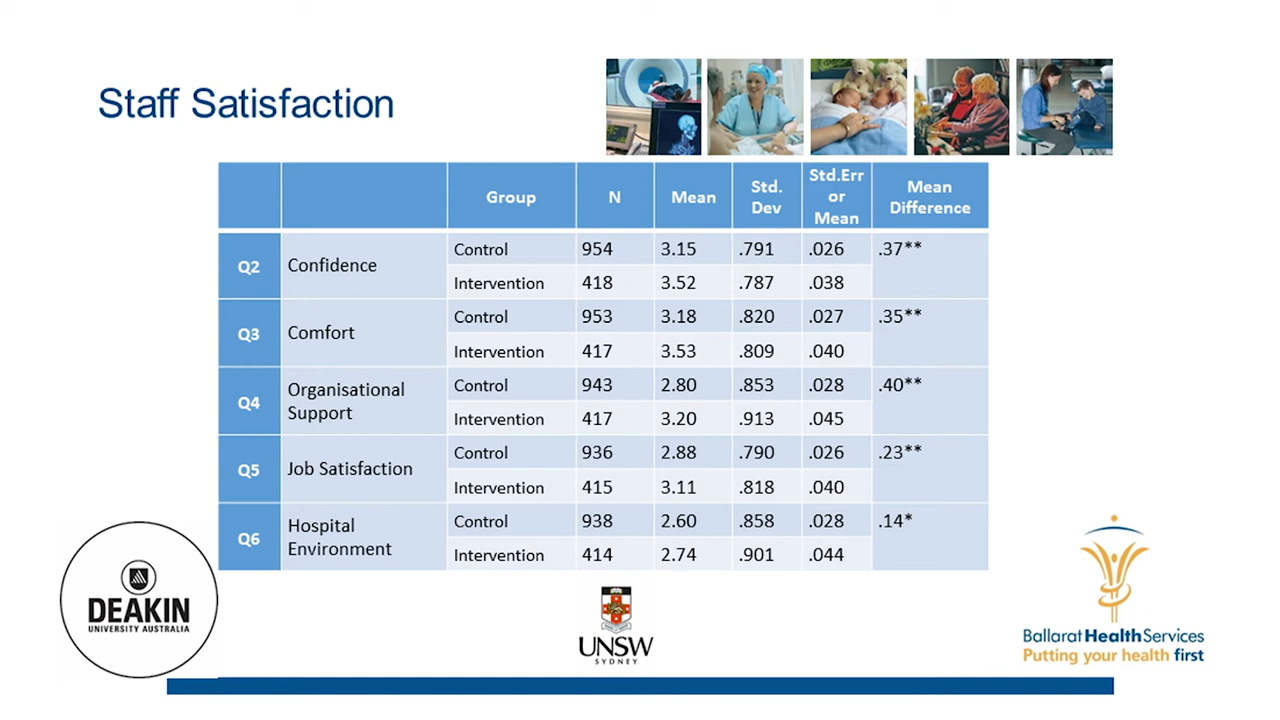 Staff Satisfaction
Group N Mean Std. Dev Std.Err or Mean Mean Difference
Q2 Confidence Control 954 3.15 .791 .026 .37**
Intervention 418 3.52 .787 .038
Q3 Comfort Control 953 3.18 .820 .027 .35**
Intervention 417 3.53 .809 .040
Q4 Organisational Support Control 943 2.80 .853 .028 .40**
Intervention 417 3.20 .913 .045
Q5 Job Satisfaction Control 936 2.88 .790 .026 .23**
Intervention 415 3.11 .818 .040
Q6 Hospital Environment Control 938 2.60 .858 .028 .14*
Intervention 414 2.74 .901 .044
DEAKIN
UNIVERSITY AUSTRALIA
UNSW
SYDNEY
Ballarat HealthServices
Putting your health first